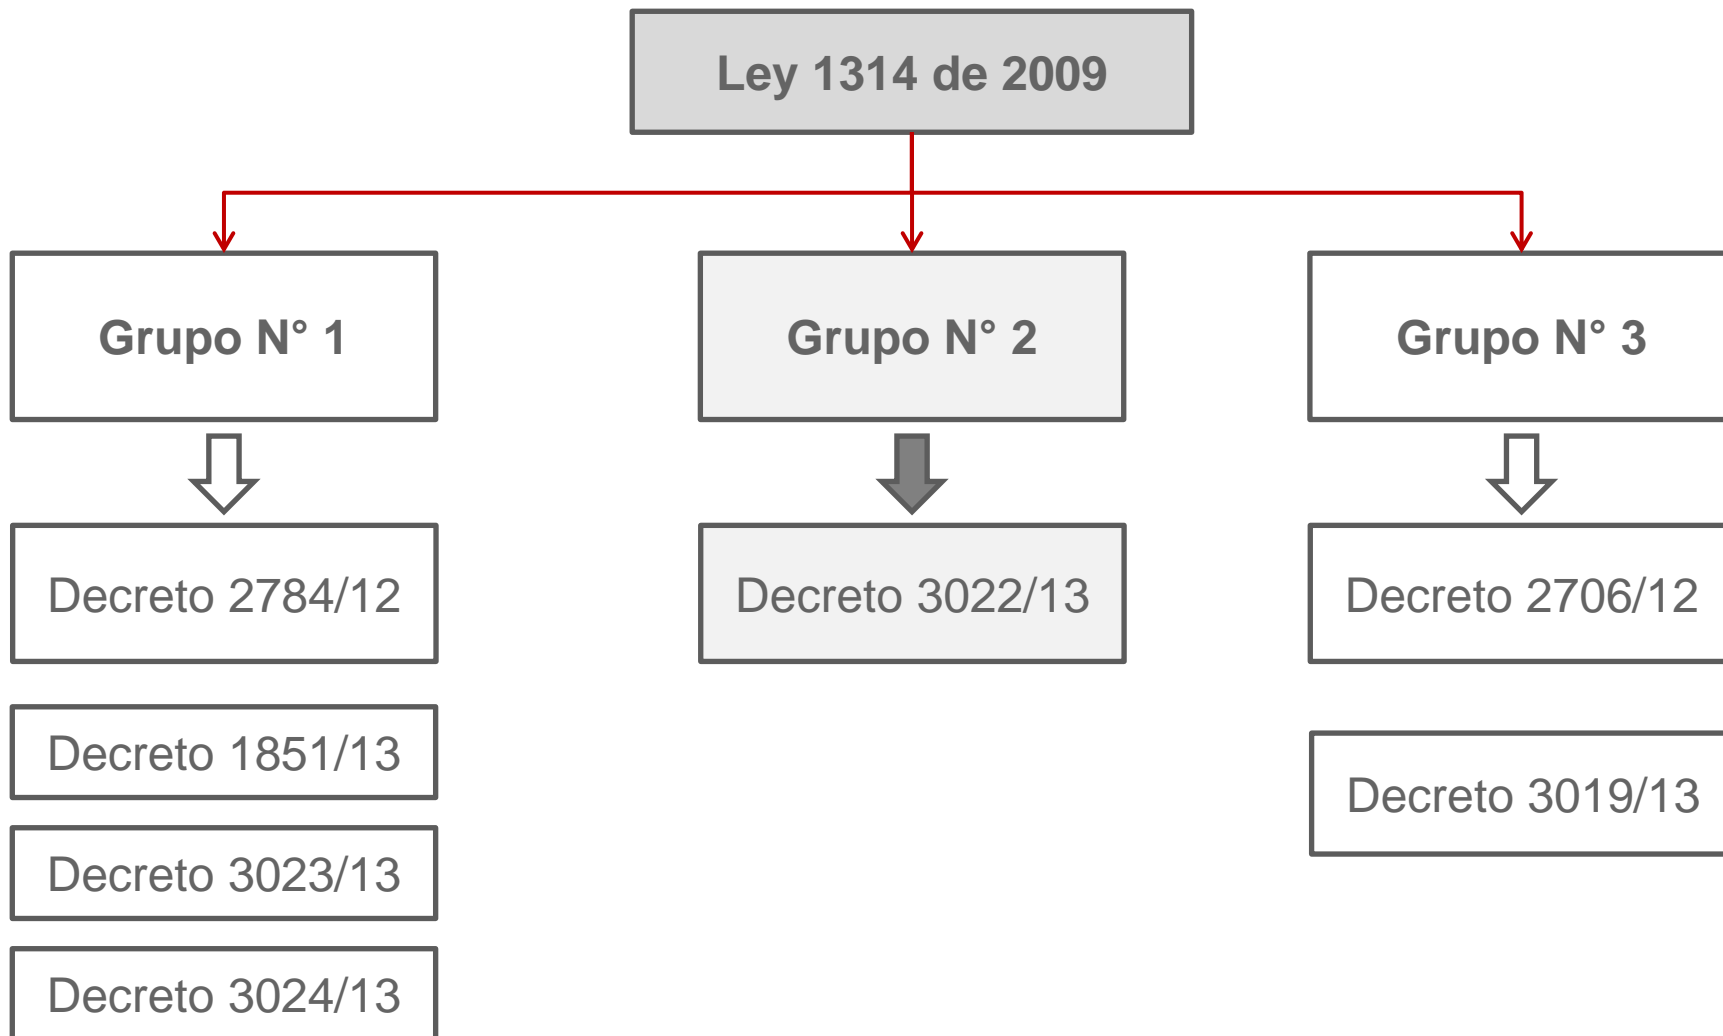 Ley 1314 de 2009
Grupo N° 1
Grupo N° 2
Grupo N° 3
Decreto 2784/12
Decreto 3022/13
Decreto 2706/12
Decreto 1851/13
Decreto 3019/13
Decreto 3023/13
Decreto 3024/13